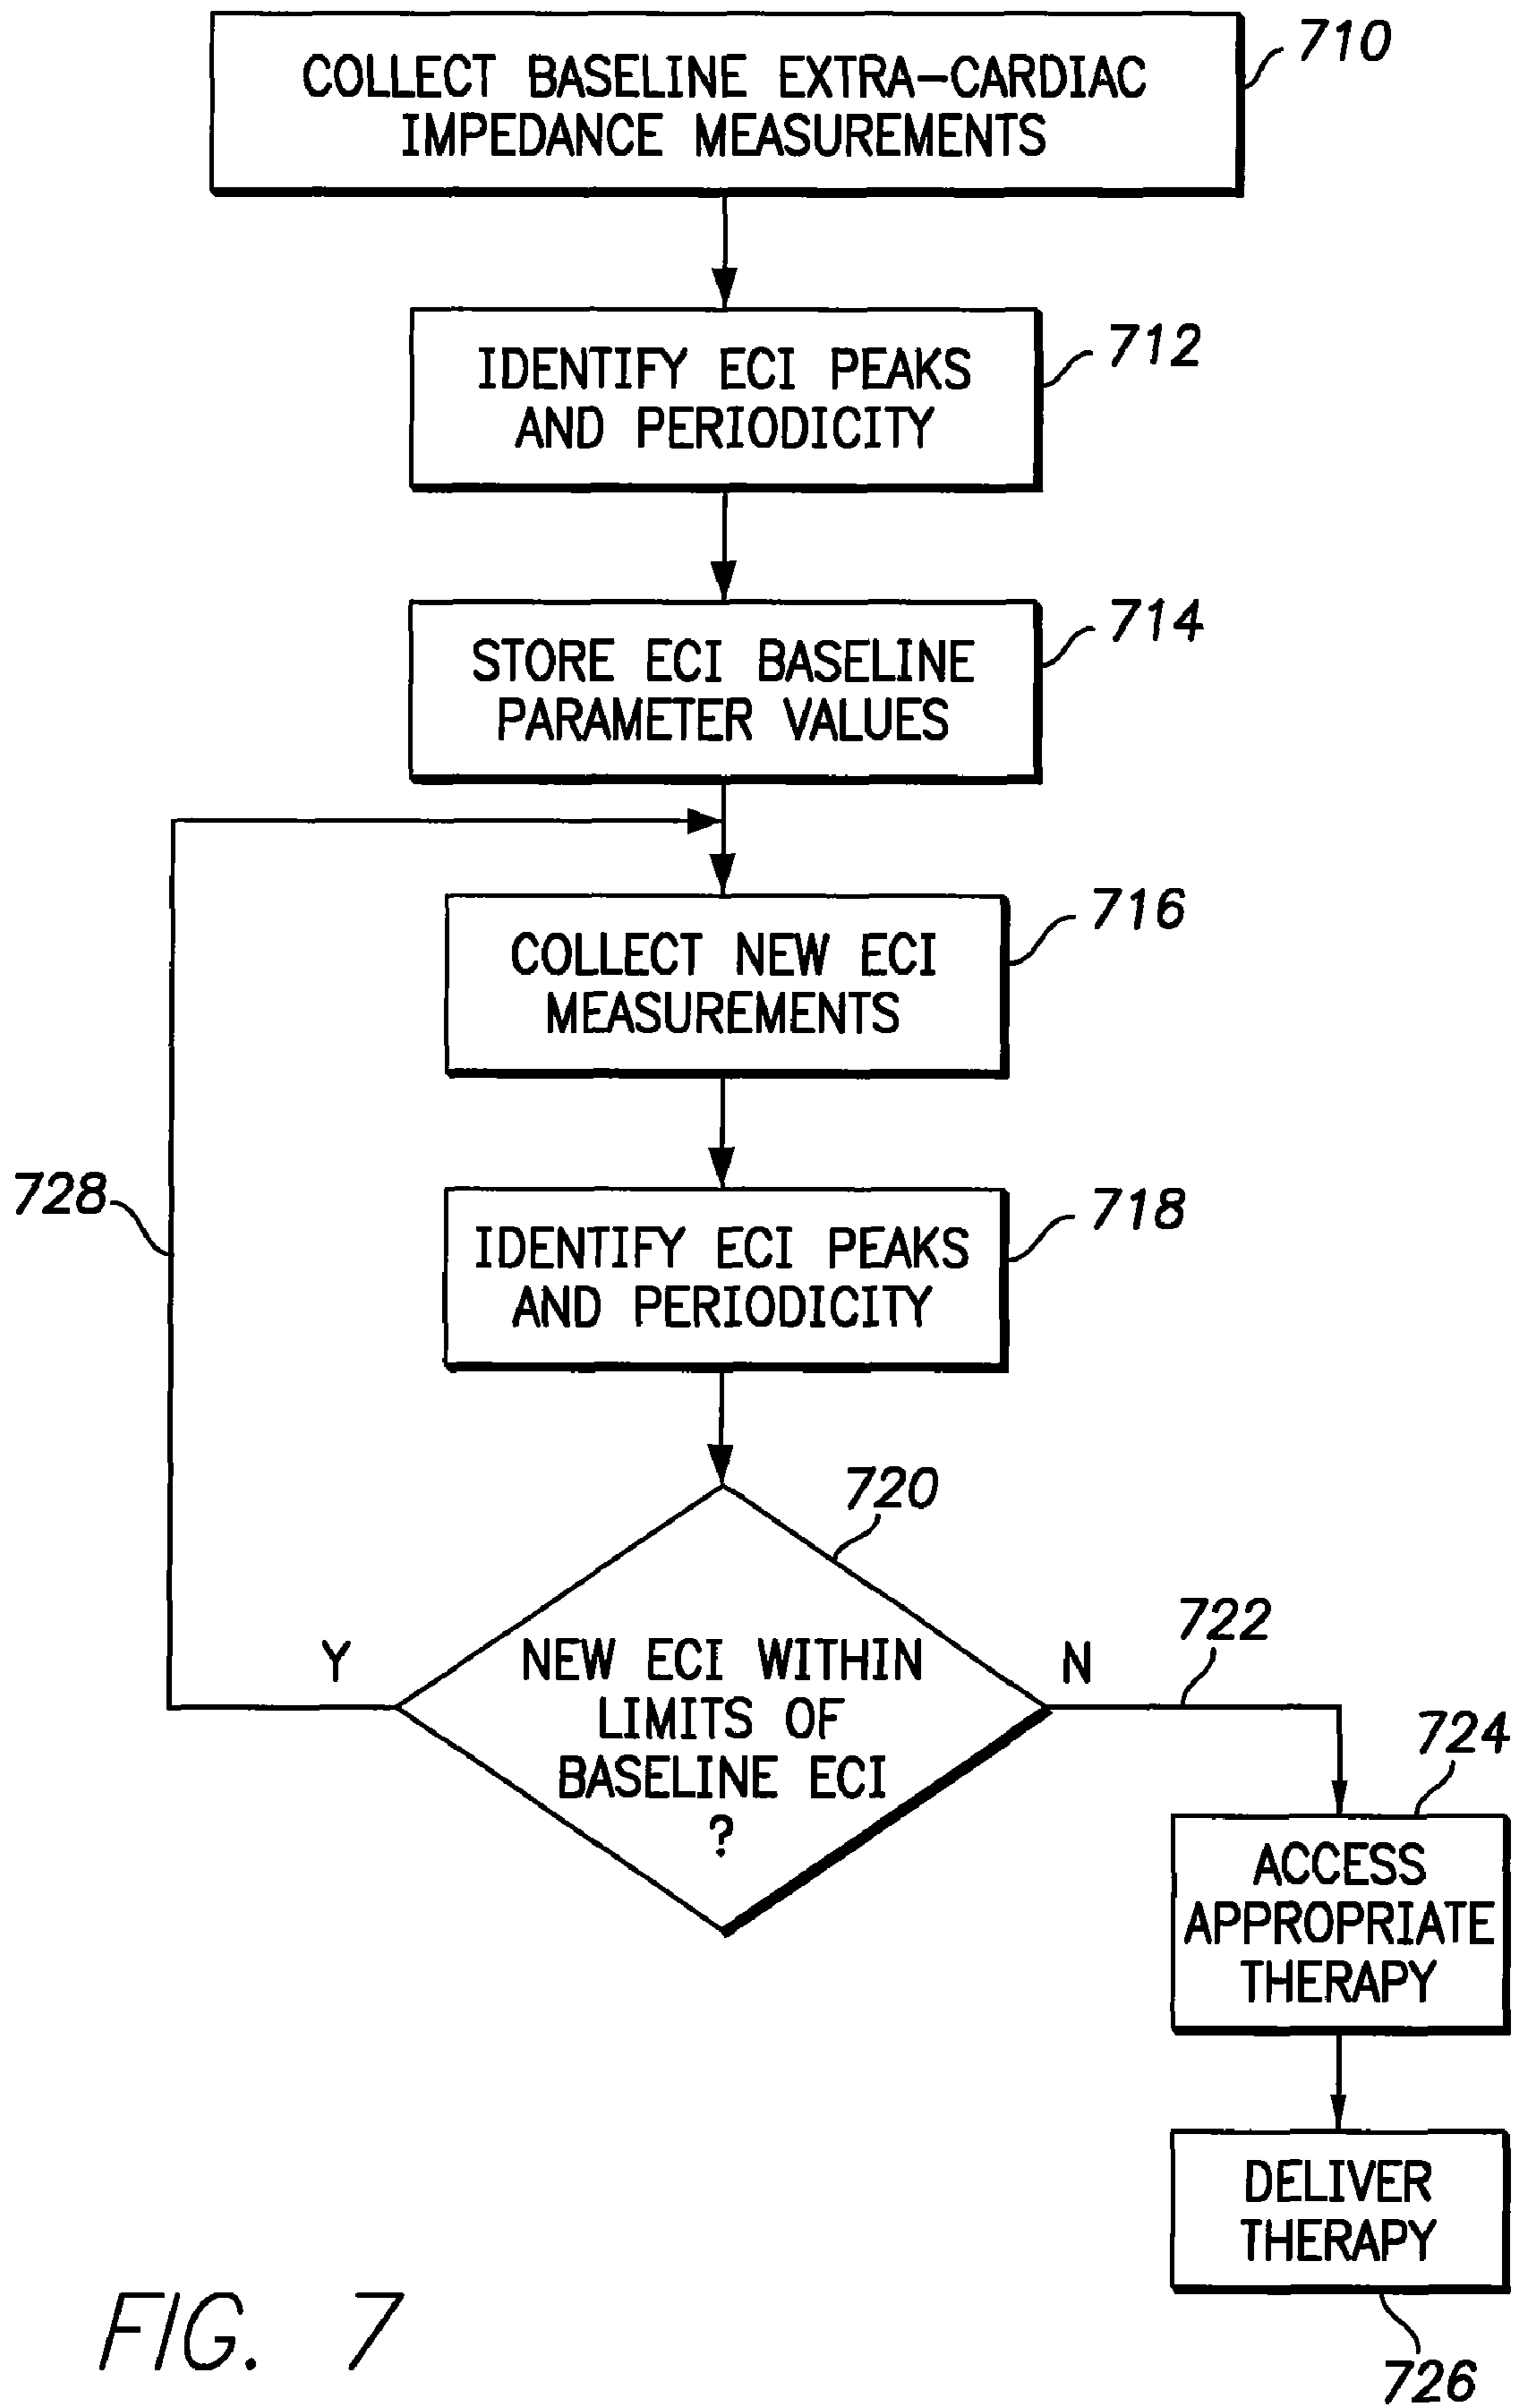 COLLECT BASELINE EXTRA-CARDIAC
IMPEDANCE MEASUREMENTS
710
IDENTIFY ECI PEAKS
AND PERIODICITY
712
STORE ECI BASELINE
PARAMETER VALUES
714
COLLECT NEW ECI
MEASUREMENTS
716
728
IDENTIFY ECI PEAKS
AND PERIODICITY
718
720
Y
NEW ECI WITHIN
LIMITS OF
BASELINE ECI
?
N
722
724
ACCESS
APPROPRIATE
THERAPY
DELIVER
THERAPY
726
FIG. 7